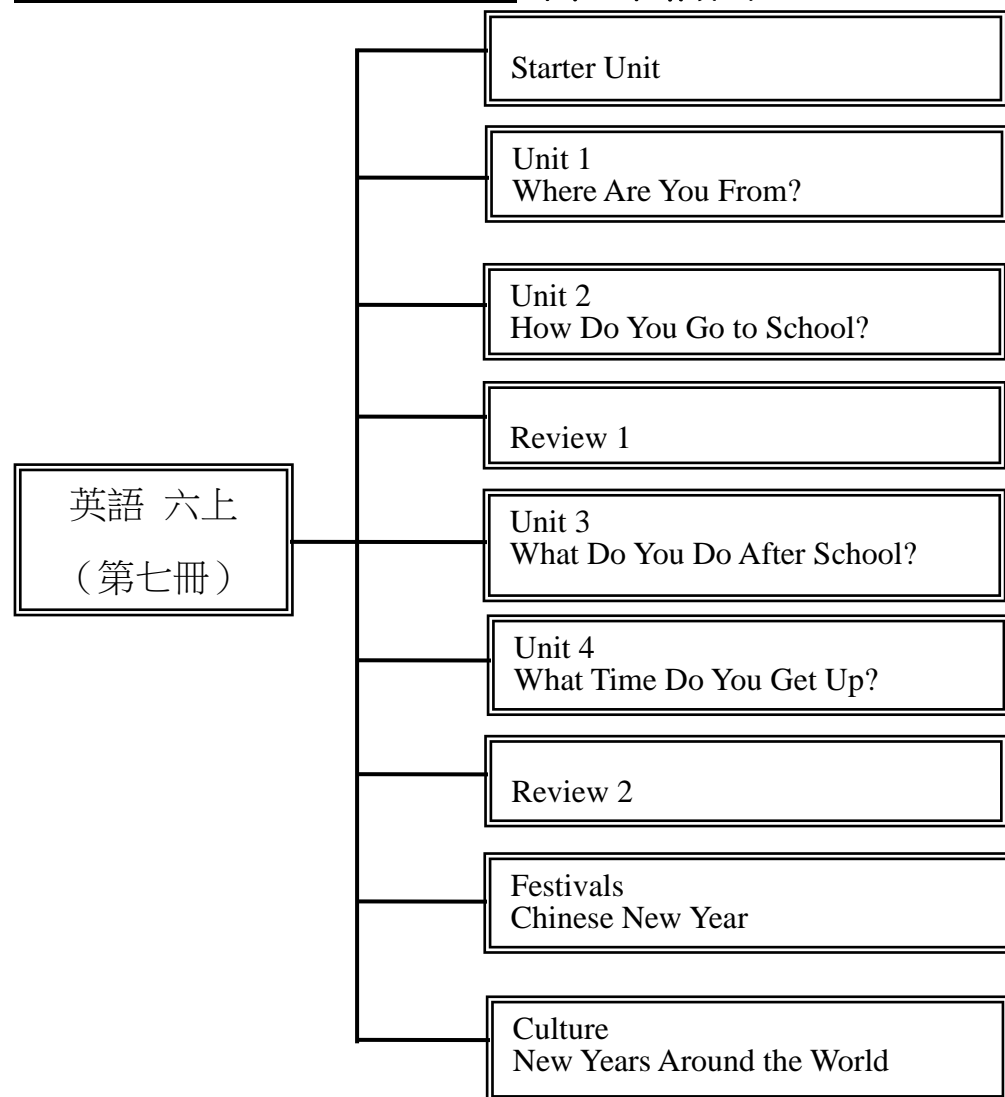 Starter Unit
Unit 1
Where Are You From?
Unit 2
How Do You Go to School?
Review 1
英語 六上
（第七冊）
Unit 3
What Do You Do After School?
Unit 4
What Time Do You Get Up?
Review 2
Festivals
Chinese New Year
Culture
New Years Around the World